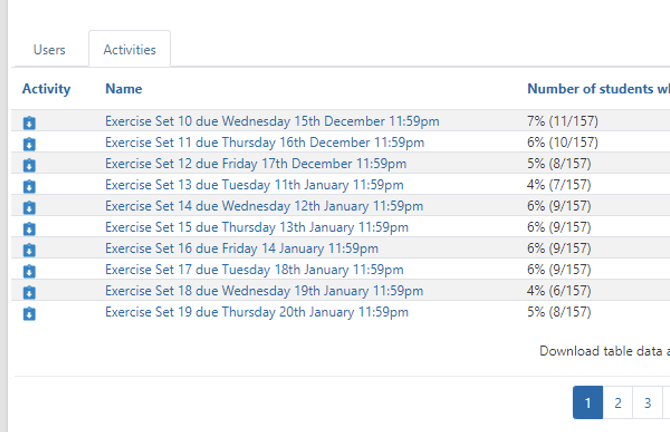 Users Activities
Activity Name Number of students
Exercise Set 10 due Wednesday 15th December 11:59pm 7% (11/157)
Exercise Set 11 due Thursday 16th December 11:59pm 6% (10/157)
Exercise Set 12 due Friday 17th December 11:59pm 5% (8/157)
Exercise Set 13 due Tuesday 11th January 11:59pm 4% (7/157)
Exercise Set 14 due Wednesday 12th January 11:59pm 6% (9/157)
Exercise Set 15 due Thursday 13th January 11:59pm 6% (9/157)
Exercise Set 16 due Friday 14 January 11:59pm 6% (9/157)
Exercise Set 17 due Tuesday 18th January 11:59pm 6% (9/157)
Exercise Set 18 due Wednesday 19th January 11:59pm 4% (6/157)
Exercise Set 19 due Thursday 20th January 11:59pm 5% (8/157)
Download table data a
1 2 3